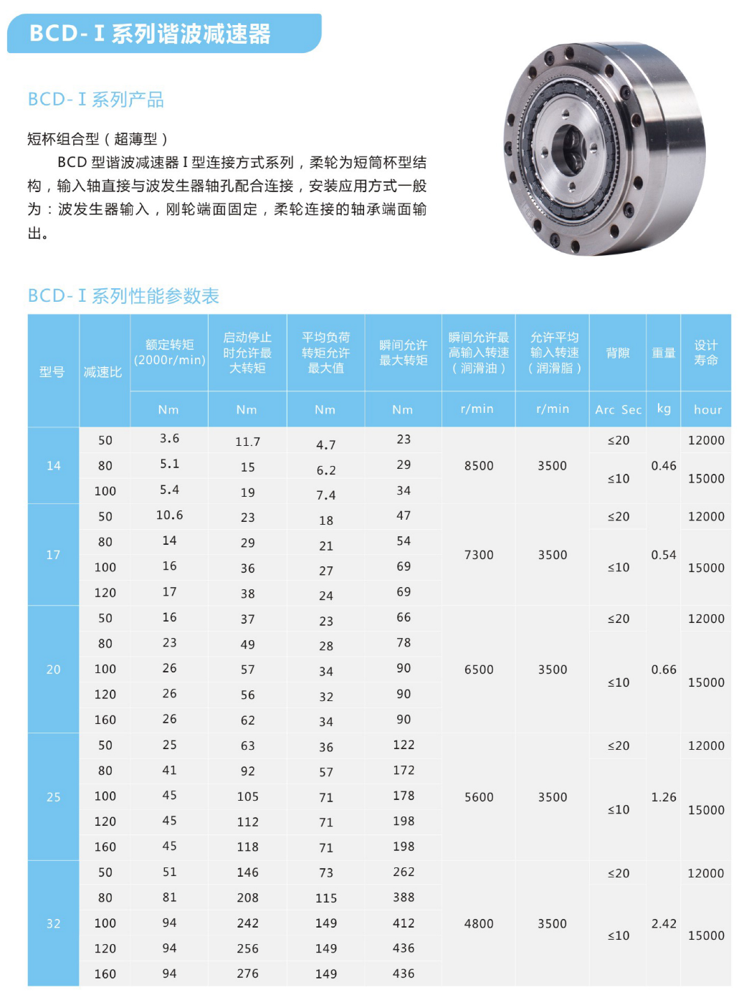 BCD-Ⅰ系列谐波减速器
BCD-Ⅰ系列产品
短杯组合型（超薄型）
BCD 型谐波减速器 I 型连接方式系列，柔轮为短筒杯型结
构，输入轴直接与波发生器轴孔配合连接，安装应用方式一般
为：波发生器输入，刚轮端面固定，柔轮连接的轴承端面输
出。
BCD-Ⅰ系列性能参数表
型号 减速比 额定转矩(2000r/min) 启动停止时允许最大转矩 平均负荷转矩允许最大值 瞬间允许最大转矩 瞬间允许最高输入转速（润滑油） 允许平均输入转速（润滑脂） 背隙 重量 设计寿命
Nm Nm Nm Nm r/min r/min Arc Sec kg hour
14 50 3.6 11.7 4.7 23 8500 3500 ≤20 0.46 12000
80 5.1 15 6.2 29 ≤10 15000
100 5.4 19 7.4 34
17 50 10.6 23 18 47 7300 3500 ≤20 0.54 12000
80 14 29 21 54 ≤10 15000
100 16 36 27 69
120 17 38 24 69
20 50 16 37 23 66 6500 3500 ≤20 0.66 12000
80 23 49 28 78 ≤10 15000
100 26 57 34 90
120 26 56 32 90
160 26 62 34 90
25 50 25 63 36 122 5600 3500 ≤20 1.26 12000
80 41 92 57 172 ≤10 15000
100 45 105 71 178
120 45 112 71 198
160 45 118 71 198
32 50 51 146 73 262 4800 3500 ≤20 2.42 12000
80 81 208 115 388 ≤10 15000
100 94 242 149 412
120 94 256 149 436
160 94 276 149 436